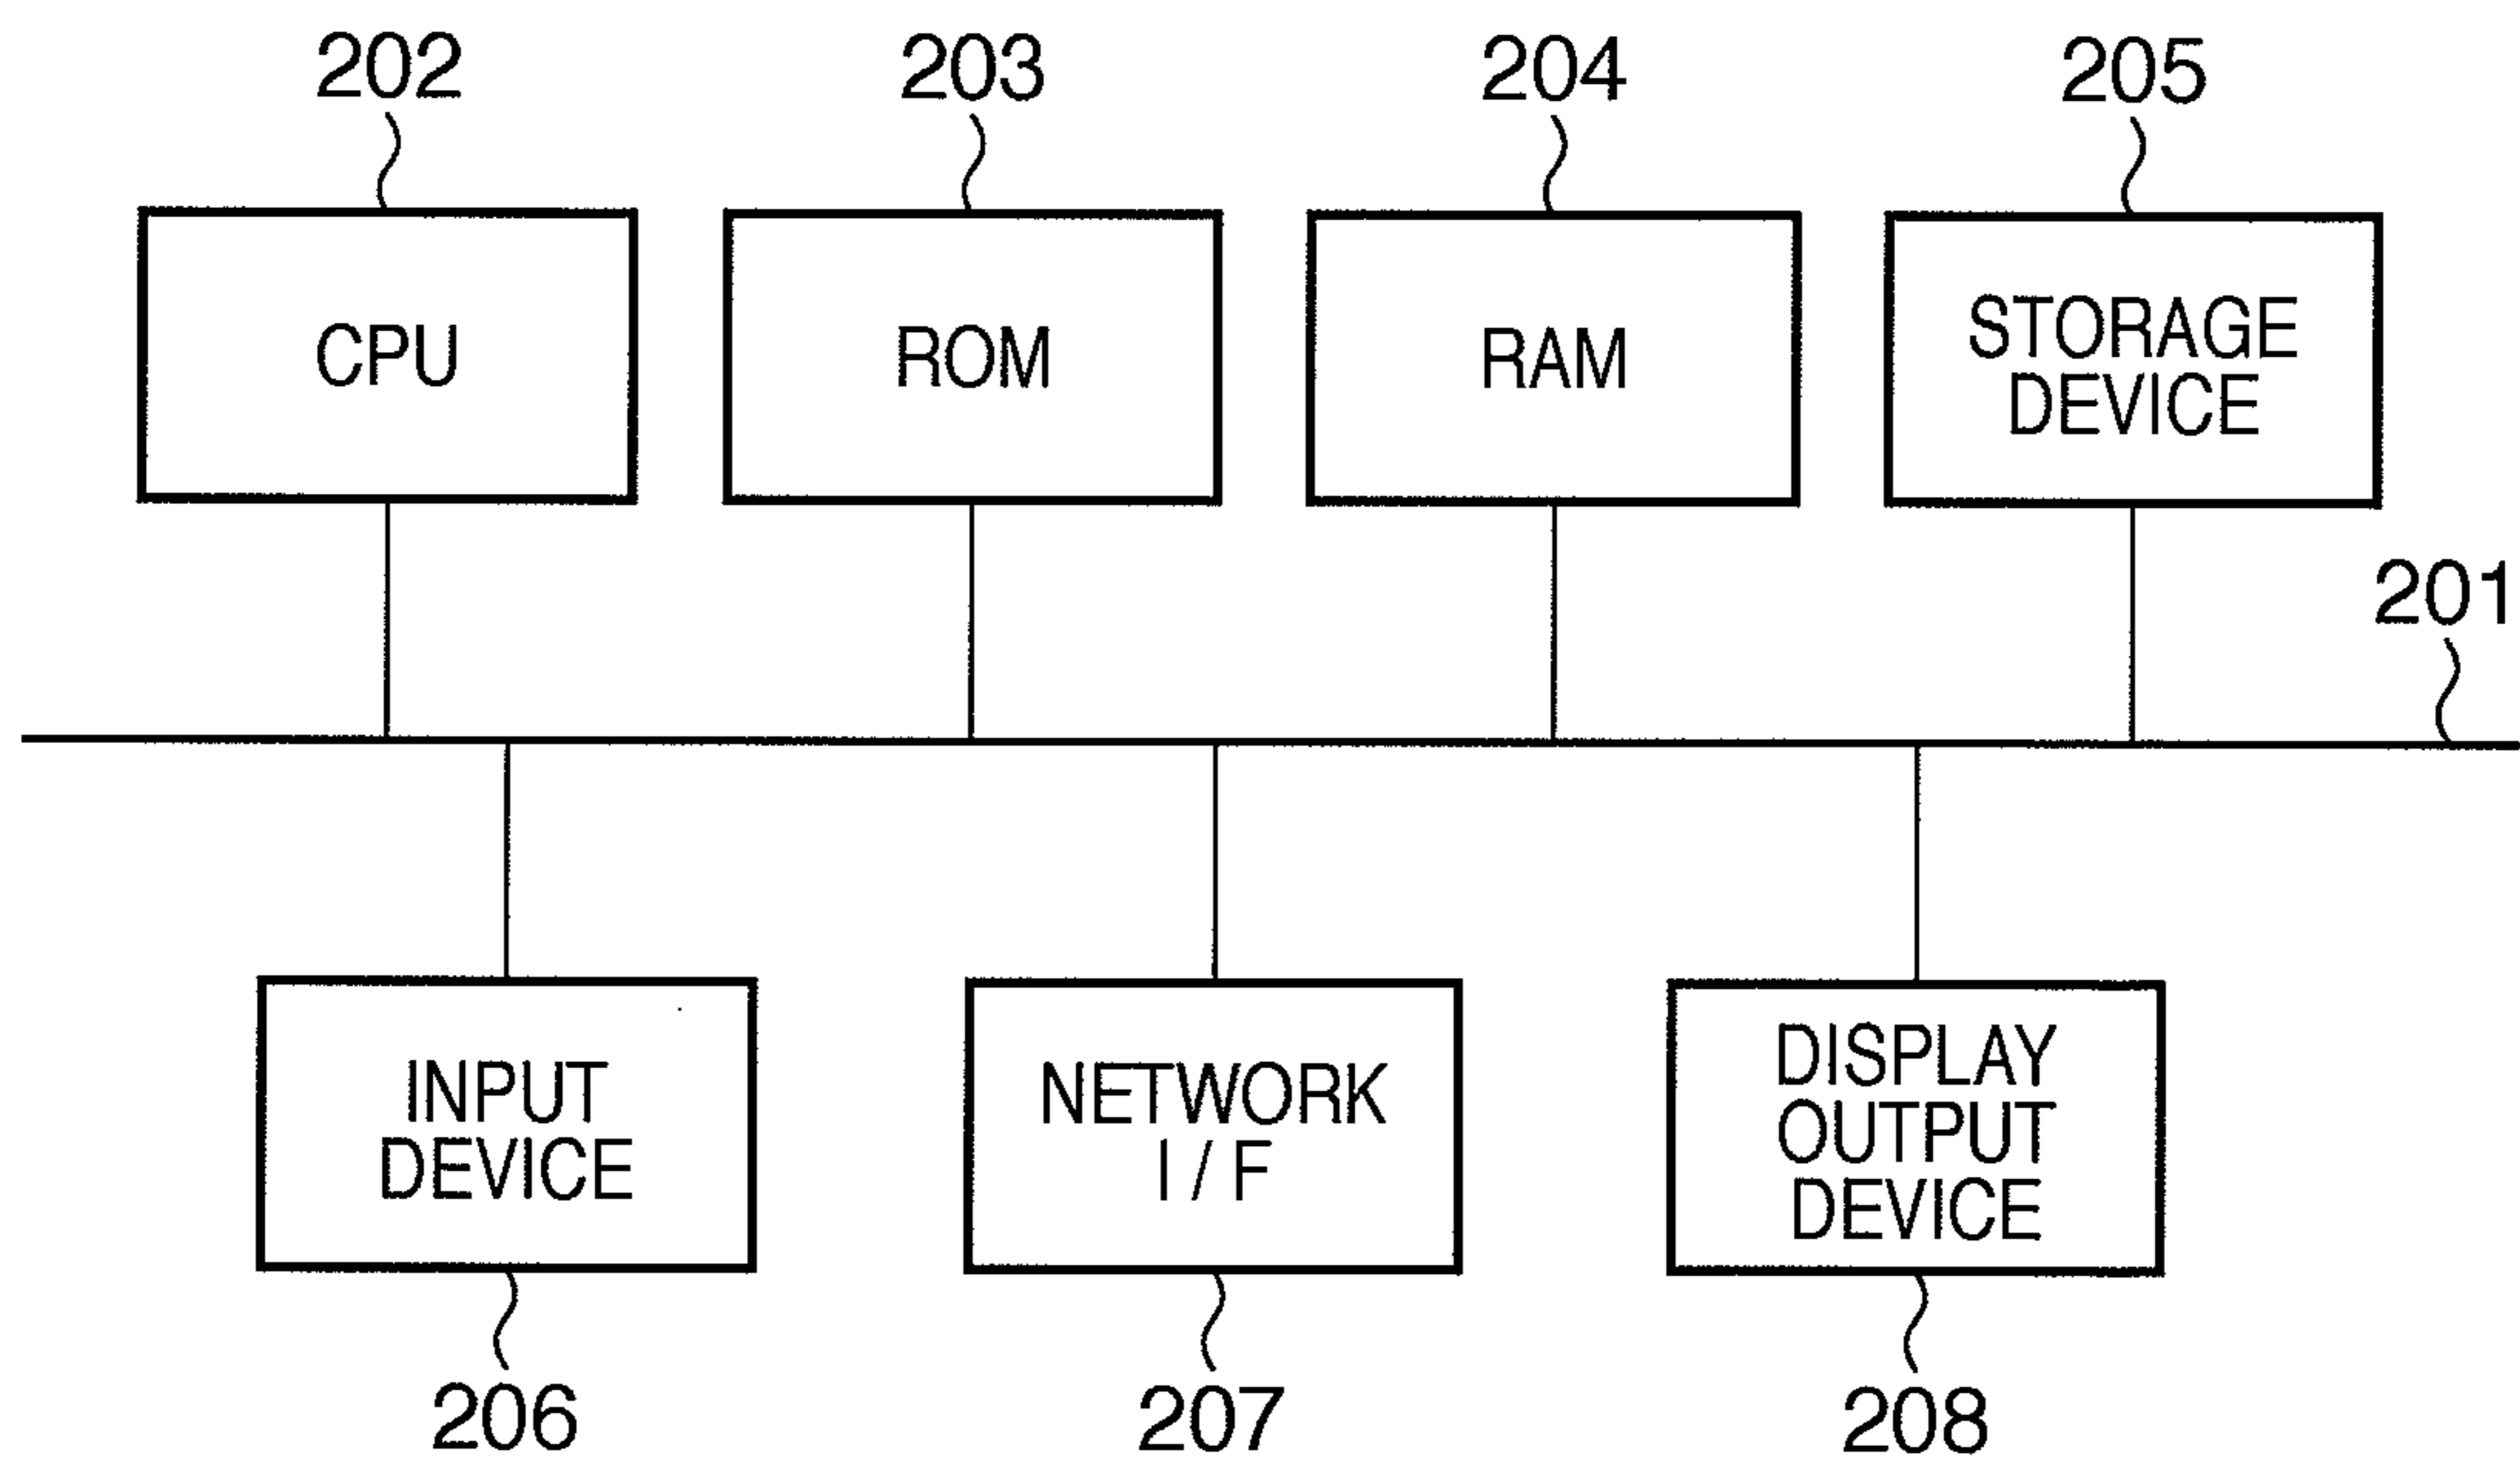 202
203
204
205
CPU
ROM
RAM
STORAGE
DEVICE
201
INPUT
DEVICE
NETWORK
I / F
DISPLAY
OUTPUT
DEVICE
206
207
208